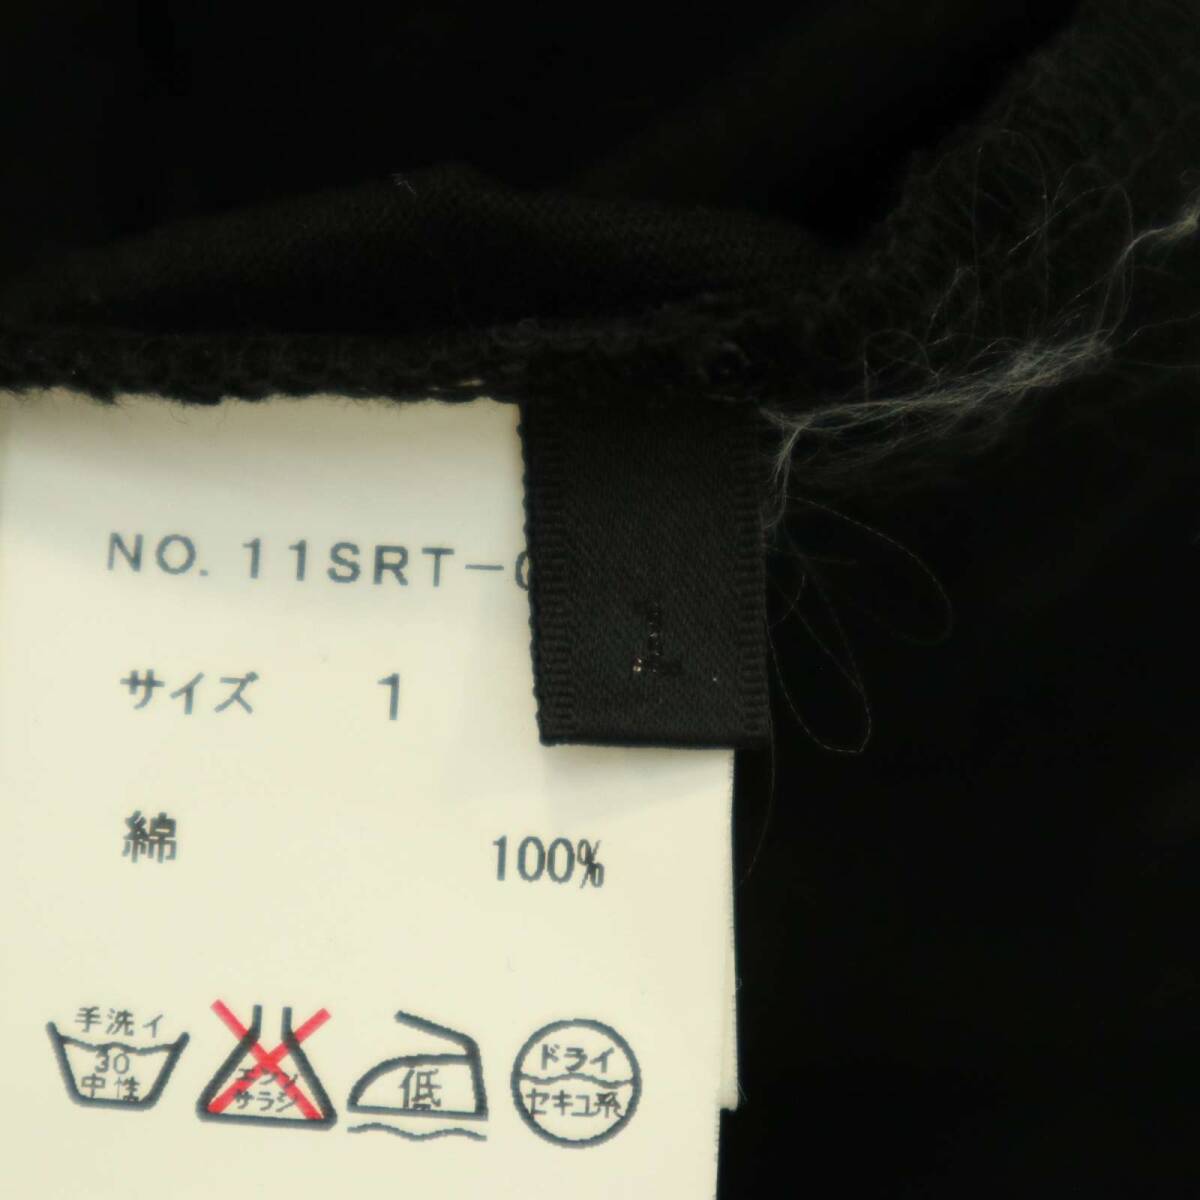 NO. 11SRT-
サイズ 1
1
綿 100%
手洗イ
30
中性
エンソ
サラシ
低
ドライ
セキユ系